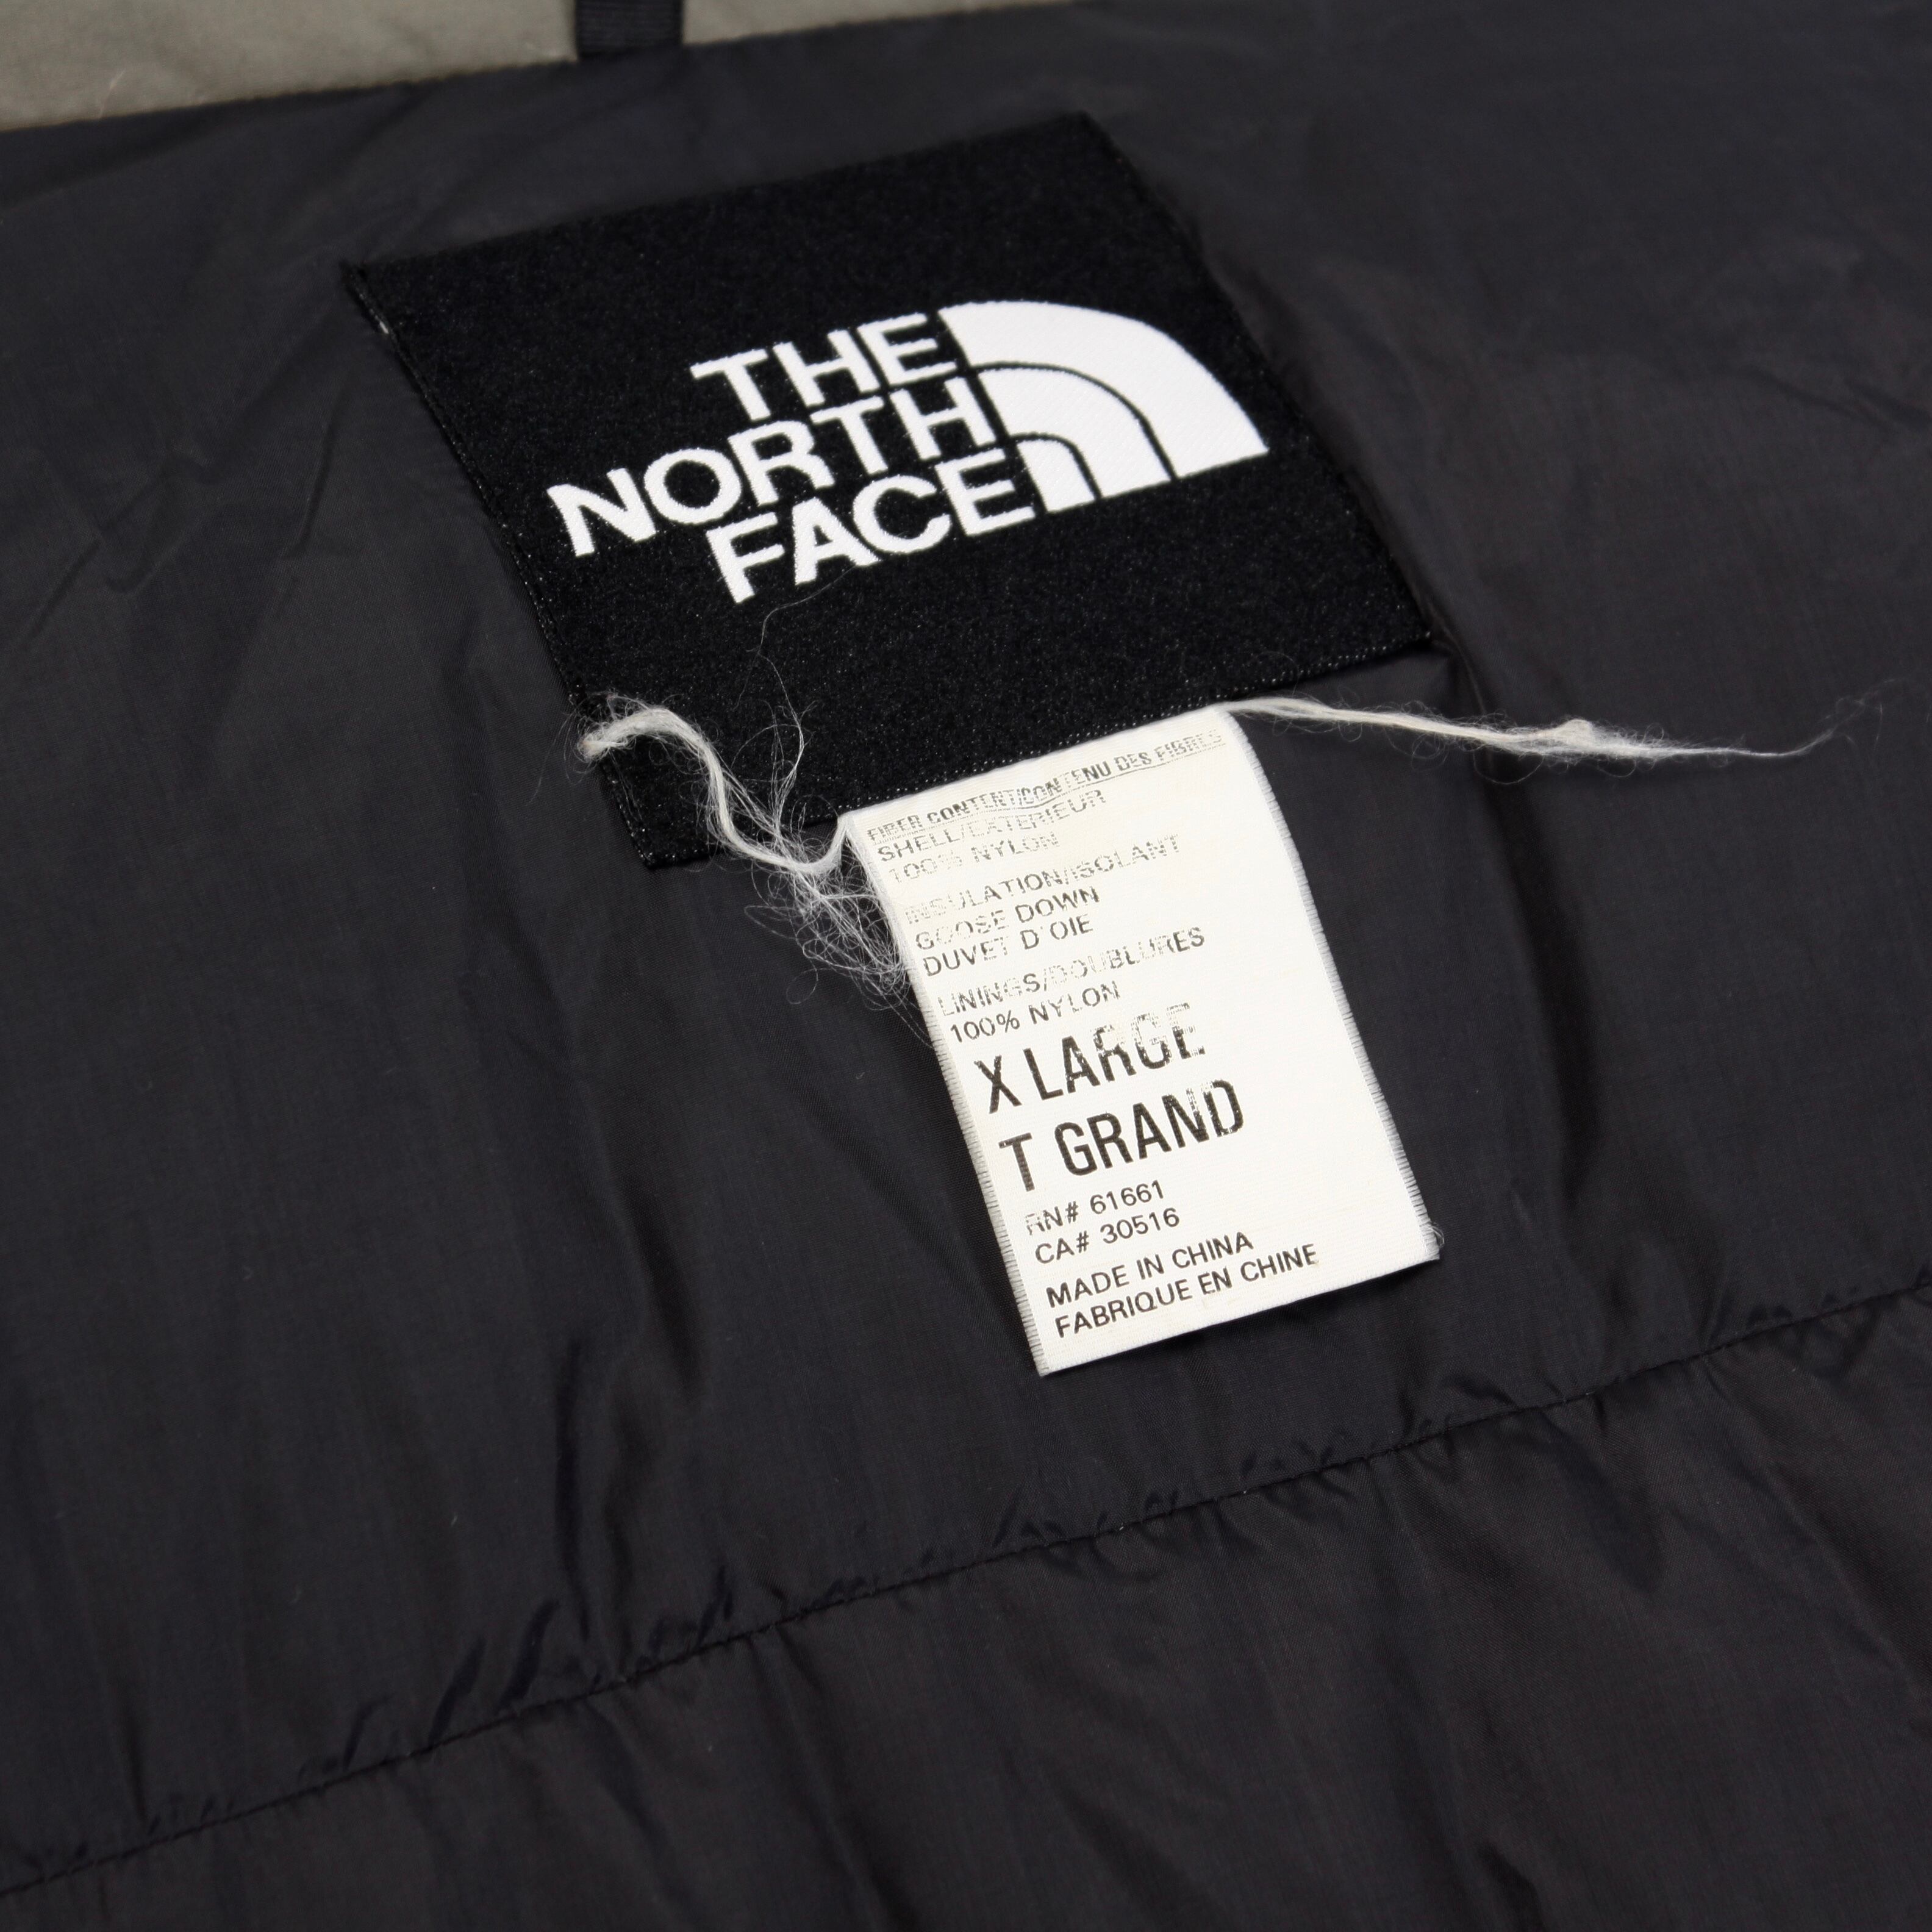 THE
NORTH
FACE
FIBER CONTENT/CONTENU DES FIBRES
SHELL/EXTERIEUR
100% NYLON
INSULATION/ISOLANT
GOOSE DOWN
DUVET D'OIE
LININGS/DOUBLURES
100% NYLON
X LARGE
T GRAND
RN# 61661
CA# 30516
MADE IN CHINA
FABRIQUE EN CHINE